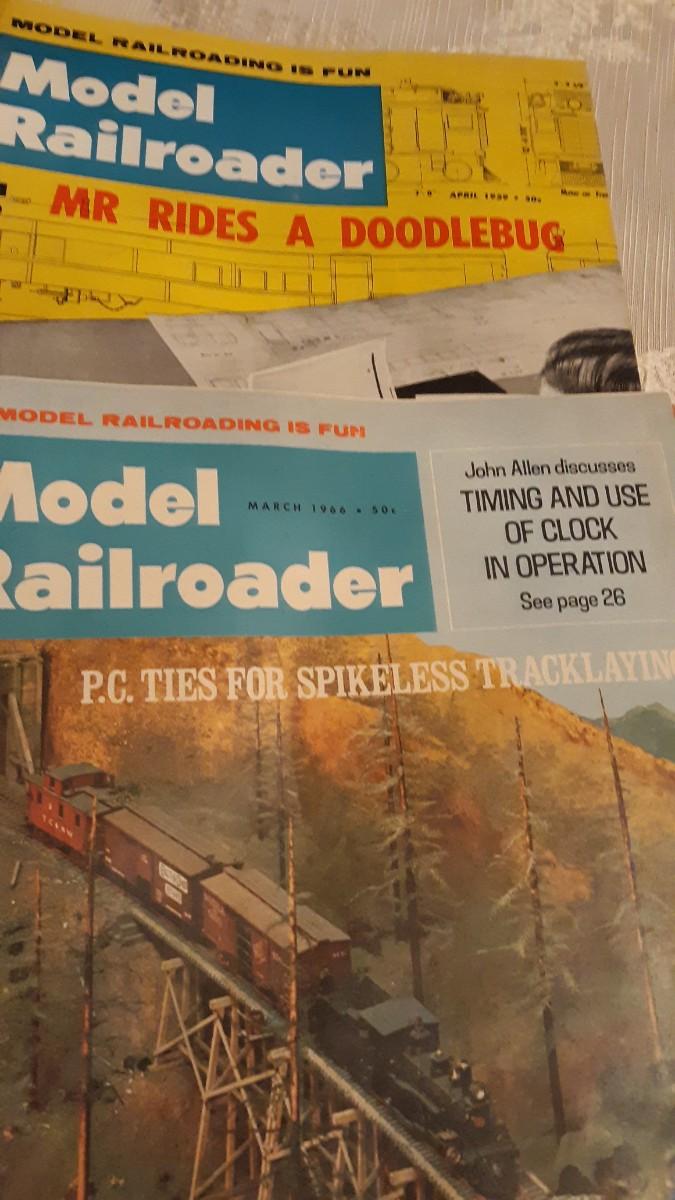 MODEL RAILROADING IS FUN
Model
Railroader
APRIL 1959 • 50c
MR RIDES A DOODLEBUG
MODEL RAILROADING IS FUN
Model
MARCH 1966 • 50c
Railroader
John Allen discusses
TIMING AND USE
OF CLOCK
IN OPERATION
See page 26
P.C. TIES FOR SPIKELESS TRACKLAYING